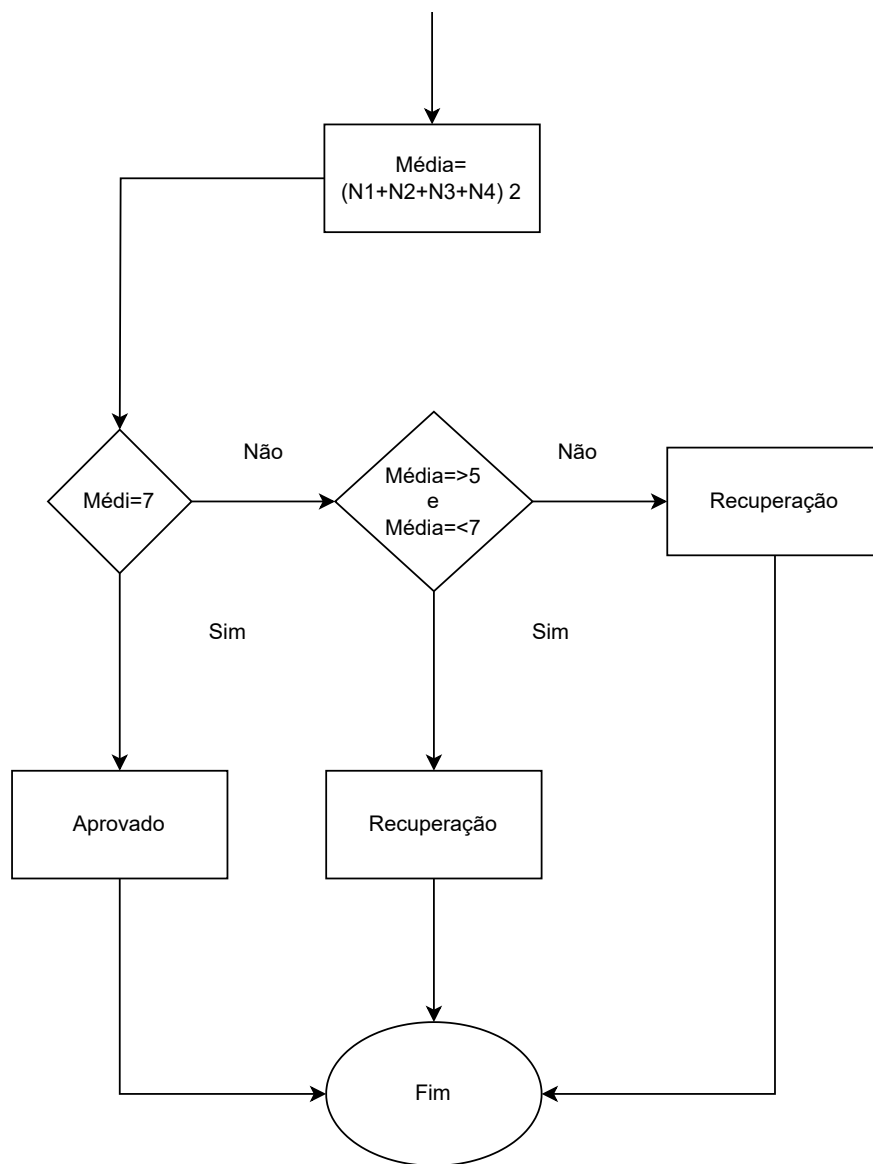 Média=
(N1+N2+N3+N4) 2
Não
Não
Médi=7
Média=>5
e
Média=<7
Recuperação
Sim
Sim
Aprovado
Recuperação
Fim